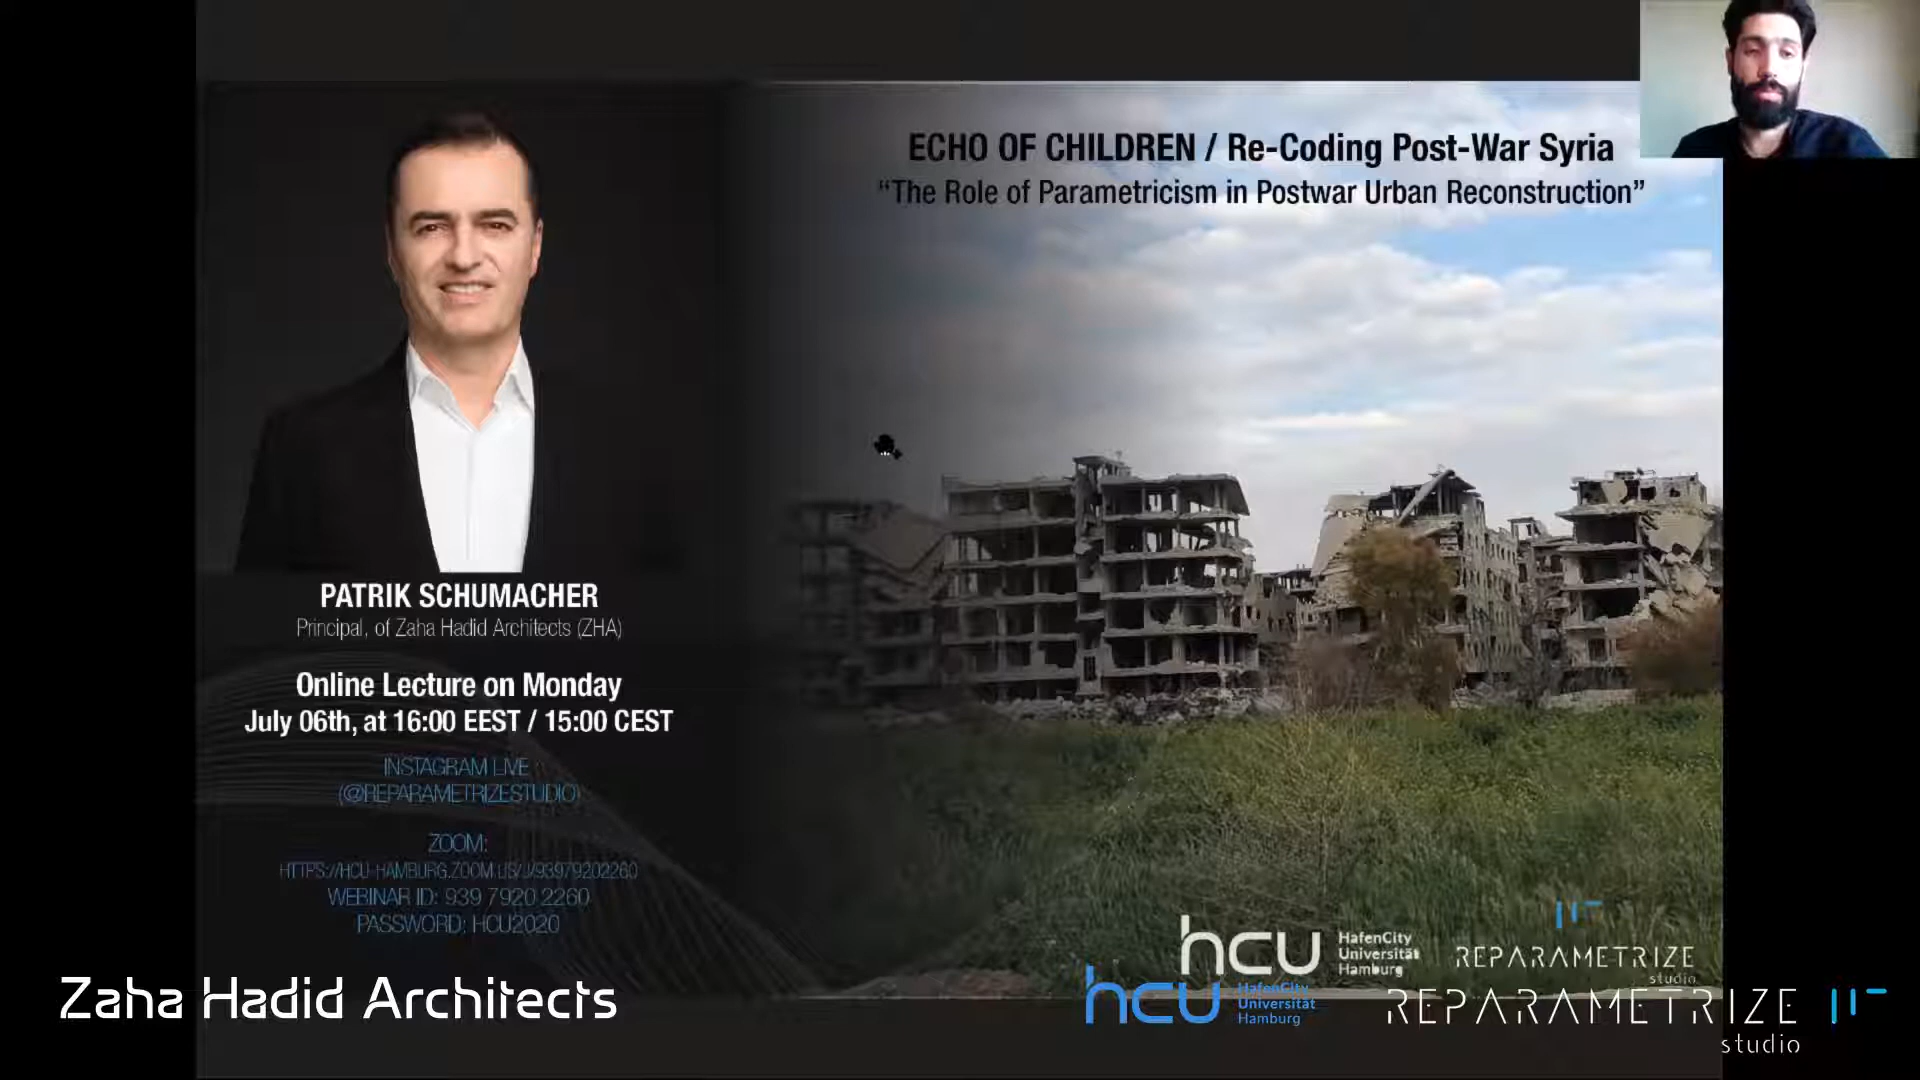 ECHO OF CHILDREN / Re-Coding Post-War Syria
“The Role of Parametricism in Postwar Urban Reconstruction”
PATRIK SCHUMACHER
Principal, of Zaha Hadid Architects (ZHA)
Online Lecture on Monday
July 06th, at 16:00 EEST / 15:00 CEST
INSTAGRAM LIVE
(@REPARAMETRIZESTUDIO)
ZOOM:
HTTPS://HCU-HAMBURG.ZOOM.US/J/93979202260
WEBINAR ID: 939 7920 2260
PASSWORD: HCU2020
hcu
HafenCity
Universität
Hamburg
REPARAMETRIZE
studio
Zaha Hadid Architects
hcu
HafenCity
Universität
Hamburg
REPARAMETRIZE
studio